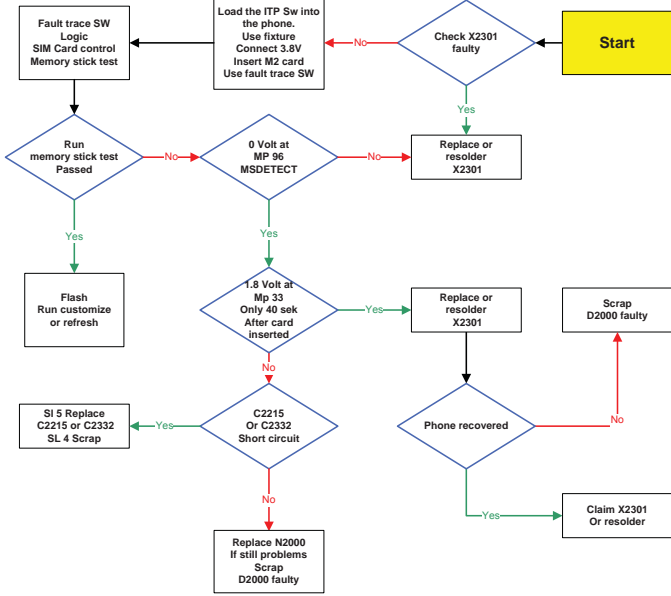 Fault trace SW
Logic
SIM Card control
Memory stick test
Load the ITP Sw into
the phone.
Use fixture
Connect 3.8V
Insert M2 card
Use fault trace SW
No
Check X2301
faulty
Start
Yes
Run
memory stick test
Passed
No
0 Volt at
MP 96
MSDETECT
No
Replace or
resolder
X2301
Yes
Yes
Flash
Run customize
or refresh
1.8 Volt at
Mp 33
Only 40 sek
After card
inserted
Yes
Replace or
resolder
X2301
Scrap
D2000 faulty
No
SI 5 Replace
C2215 or C2332
SL 4 Scrap
Yes
C2215
Or C2332
Short circuit
Phone recovered
No
No
Yes
Replace N2000
If still problems
Scrap
D2000 faulty
Claim X2301
Or resolder